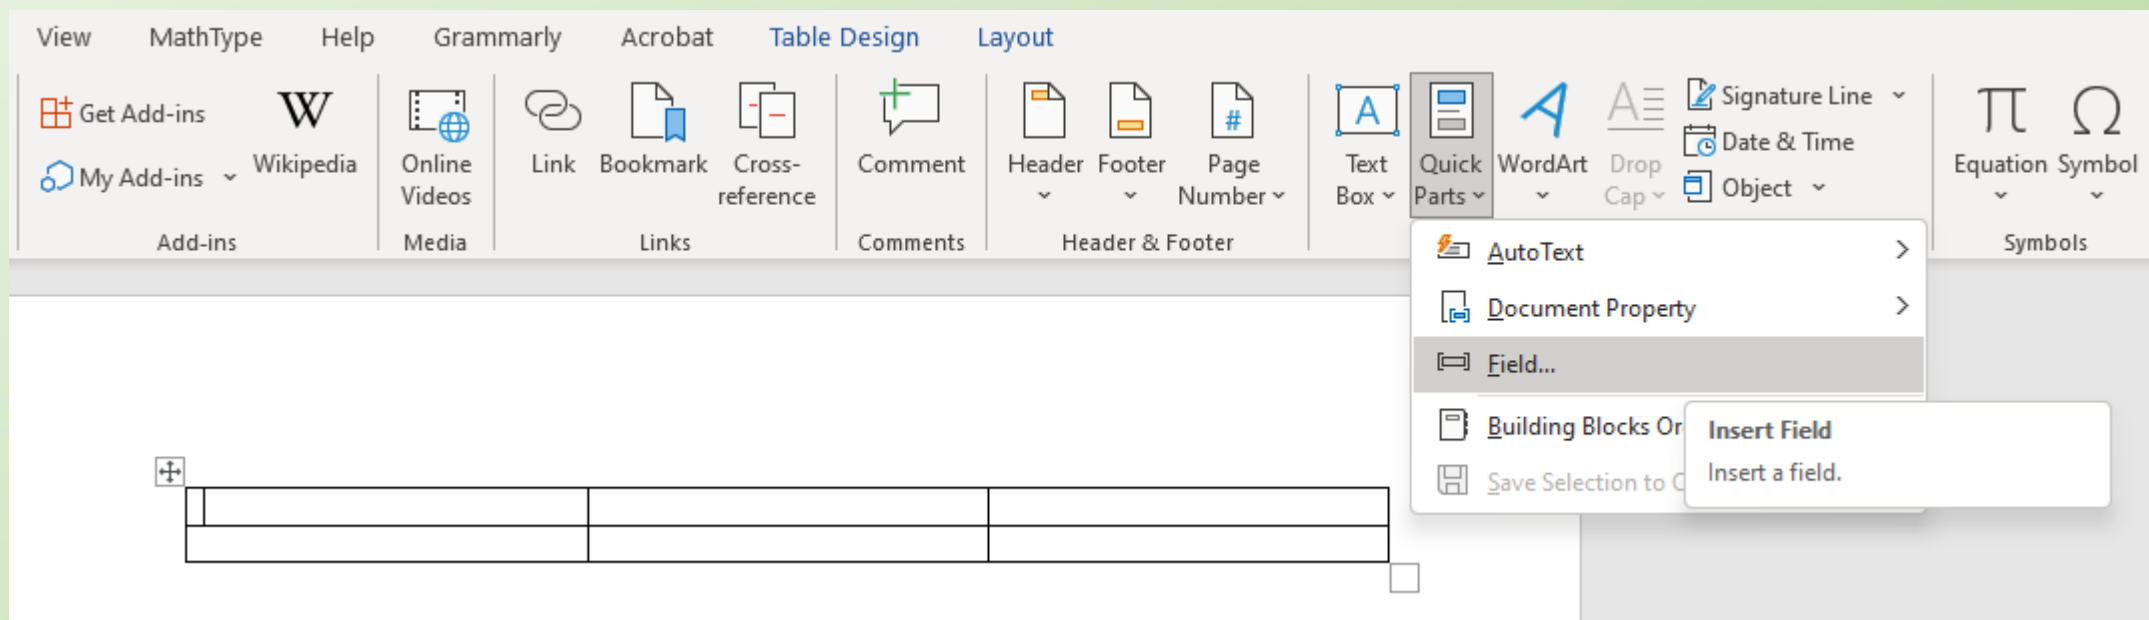 View MathType Help Grammarly Acrobat Table Design Layout
Get Add-ins
My Add-ins
W
Wikipedia
Add-ins
Online
Videos
Media
Link
Bookmark
Cross-
reference
Links
Comment
Comments
Header
Footer
#
Page
Number
Header & Footer
A
Text
Box
Quick
Parts
A
WordArt
A
Drop
Cap
Signature Line
Date & Time
Object
π
Equation
Ω
Symbol
Symbols
AutoText
Document Property
Field...
Building Blocks Or
Save Selection to
Insert Field
Insert a field.